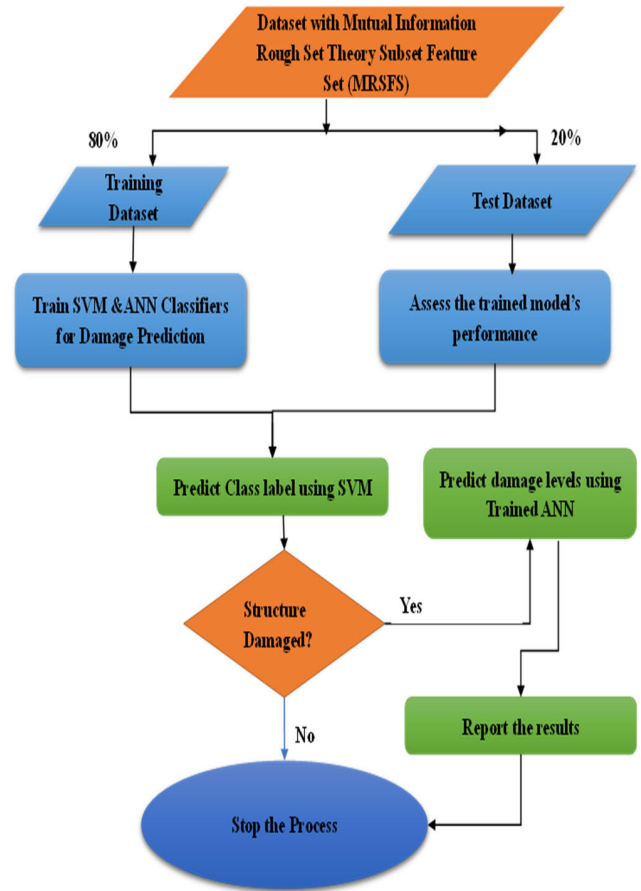 Dataset with Mutual Information
Rough Set Theory Subset Feature
Set (MRSFS)
80%
20%
Training
Dataset
Test Dataset
Train SVM &ANN Classifiers
for Damage Prediction
Assess the trained model's
performance
Predict Class label using SVM
Predict damage levels using
Trained ANN
Structure
Damaged?
Yes
No
Report the results
Stop the Process